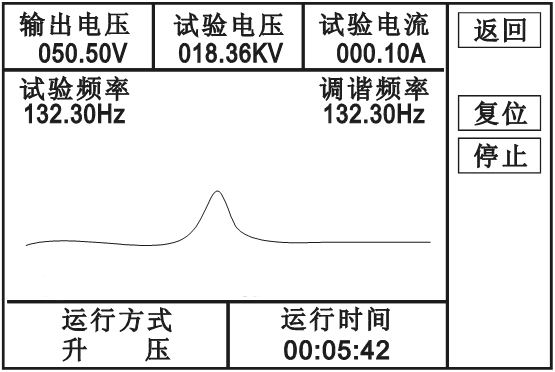 输出电压
050.50V
试验电压
018.36KV
试验电流
000.10A
返回
试验频率
132.30Hz
调谐频率
132.30Hz
复位
停止
运行方式
升 压
运行时间
00:05:42